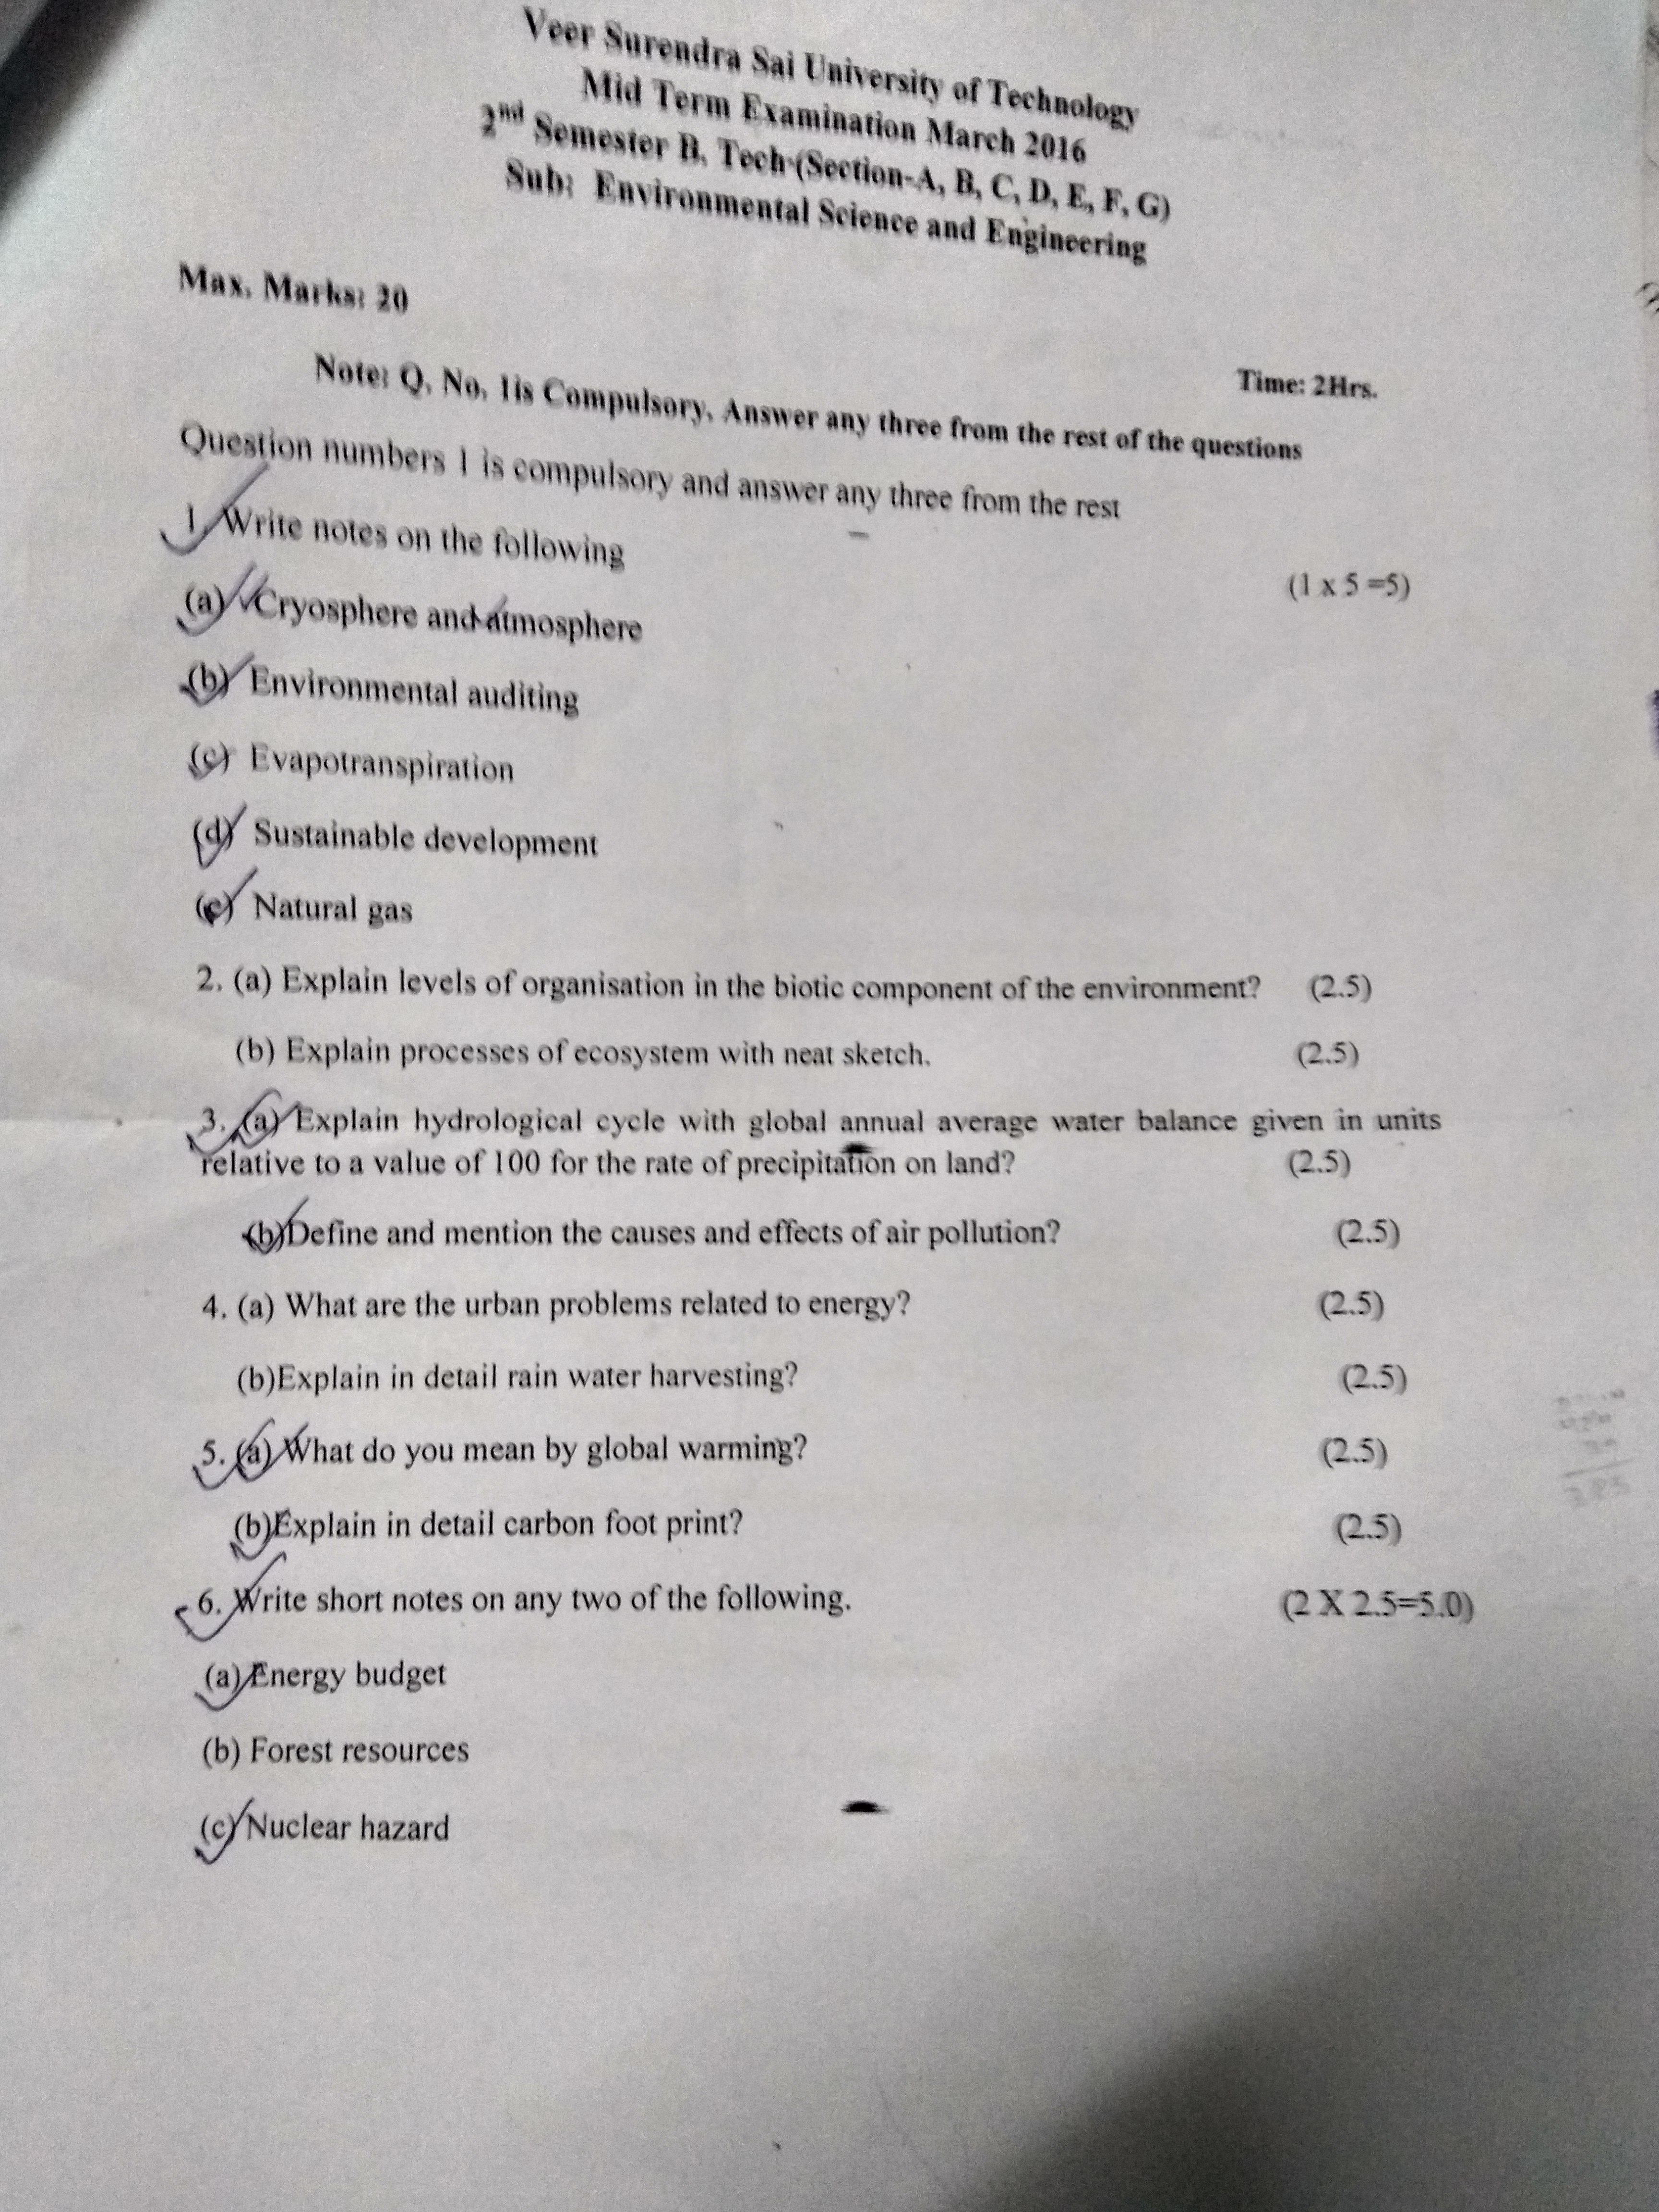 Veer Surendra Sai University of Technology
Mid Term Examination March 2016
2nd Semester B. Tech (Section-A, B, C, D, E, F, G)
Sub: Environmental Science and Engineering
Max. Marks: 20
Time: 2Hrs.
Note: Q. No. 1is Compulsory. Answer any three from the rest of the questions
Question numbers 1 is compulsory and answer any three from the rest
1. Write notes on the following (1 x 5 =5)
(a) Cryosphere and atmosphere
(b) Environmental auditing
(c) Evapotranspiration
(d) Sustainable development
(e) Natural gas
2. (a) Explain levels of organisation in the biotic component of the environment? (2.5)
(b) Explain processes of ecosystem with neat sketch. (2.5)
3. (a) Explain hydrological cycle with global annual average water balance given in units
relative to a value of 100 for the rate of precipitation on land? (2.5)
(b)Define and mention the causes and effects of air pollution? (2.5)
4. (a) What are the urban problems related to energy? (2.5)
(b)Explain in detail rain water harvesting? (2.5)
5. (a) What do you mean by global warming? (2.5)
(b)Explain in detail carbon foot print? (2.5)
6. Write short notes on any two of the following. (2 X 2.5=5.0)
(a) Energy budget
(b) Forest resources
(c) Nuclear hazard